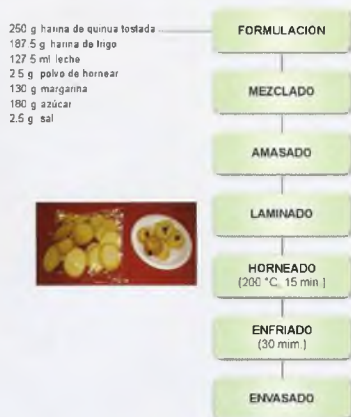 250 g harina de quinua tostada
187 5 g harina de trigo
127 5 ml leche
2 5 g polvo de hornear
130 g margarina
180 g azúcar
2.5 g sal
FORMULACIÓN
MEZCLADO
AMASADO
LAMINADO
HORNEADO
(200 °C, 15 min.)
ENFRIADO
(30 mim.)
ENVASADO